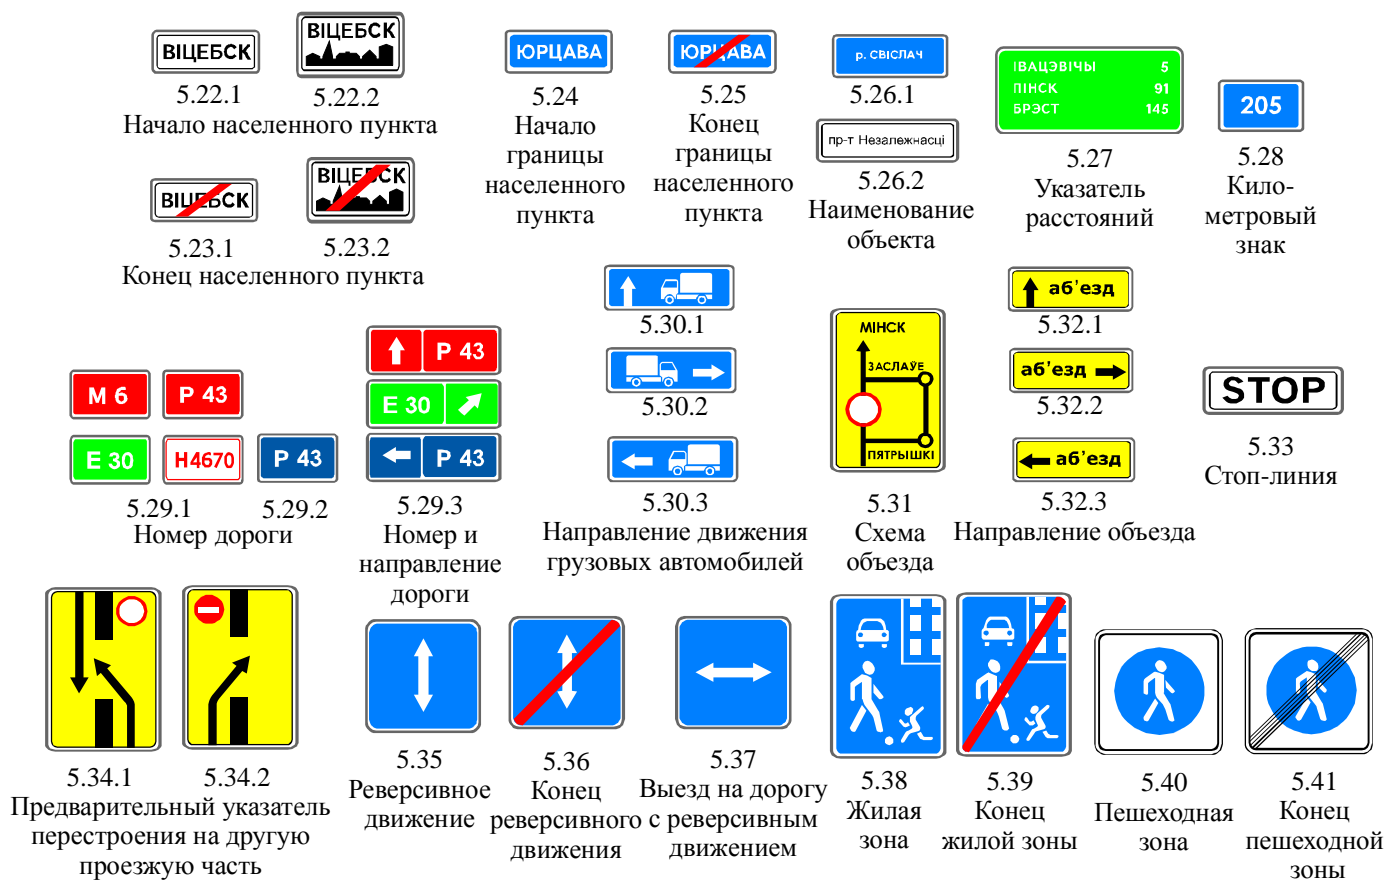 ВІЦЕБСК
5.22.1
ВІЦЕБСК
5.22.2
Начало населенного пункта
ВІЦЕБСК
5.23.1
ВІЦЕБСК
5.23.2
Конец населенного пункта
ЮРЦАВА
5.24
Начало
границы
населенного
пункта
ЮРЦАВА
5.25
Конец
границы
населенного
пункта
р. СВІСЛАЧ
5.26.1
пр-т Незалежнасці
5.26.2
Наименование
объекта
ІВАЦЭВІЧЫ 5
ПІНСК 91
БРЭСТ 145
5.27
Указатель
расстояний
205
5.28
Кило-
метровый
знак
М 6
Р 43
Е 30
Н4670
5.29.1
Р 43
5.29.2
Номер дороги
Р 43
Е 30
Р 43
5.29.3
Номер и
направление
дороги
5.30.1
5.30.2
5.30.3
Направление движения
грузовых автомобилей
МІНСК
ЗАСЛАЎЕ
ПЯТРЫШКІ
5.31
Схема
объезда
аб’езд
5.32.1
аб’езд
5.32.2
аб’езд
5.32.3
Направление объезда
STOP
5.33
Стоп-линия
5.34.1
5.34.2
Предварительный указатель
перестроения на другую
проезжую часть
5.35
Реверсивное
движение
5.36
Конец
реверсивного
движения
5.37
Выезд на дорогу
с реверсивным
движением
5.38
Жилая
зона
5.39
Конец
жилой зоны
5.40
Пешеходная
зона
5.41
Конец
пешеходной
зоны